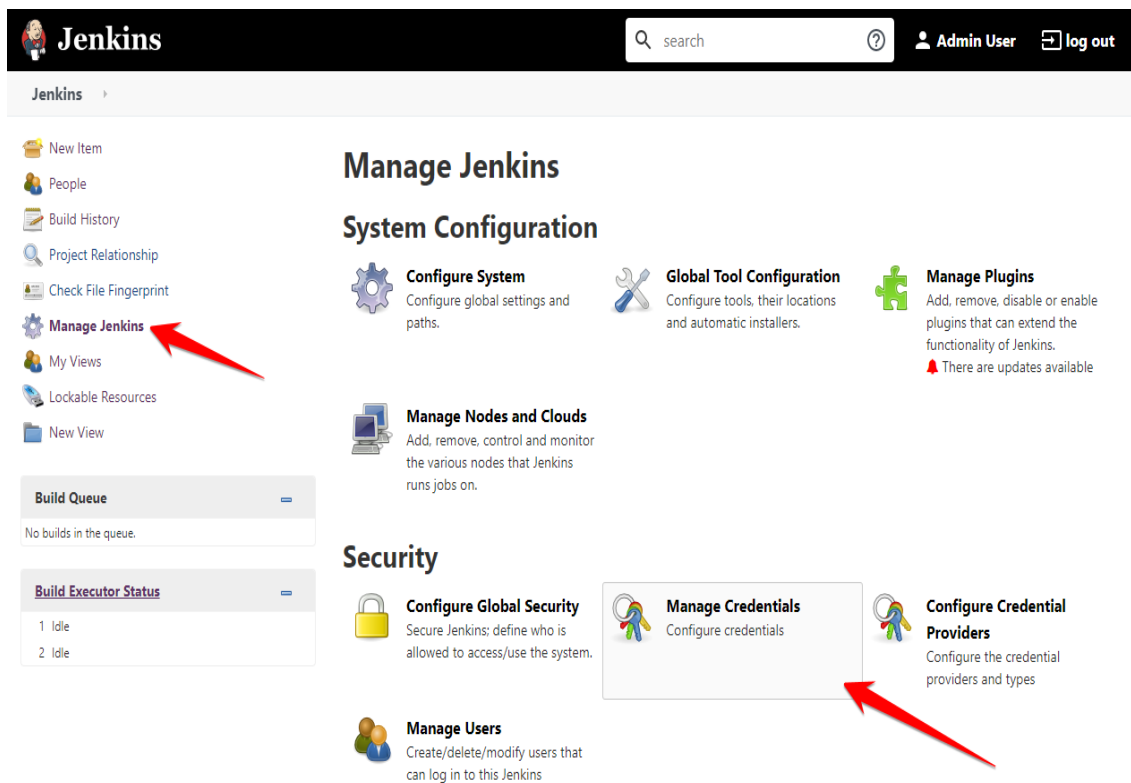 Jenkins
search
Admin User
log out
Jenkins
New Item
People
Build History
Project Relationship
Check File Fingerprint
Manage Jenkins
My Views
Lockable Resources
New View
Build Queue
No builds in the queue.
Build Executor Status
1 Idle
2 Idle
Manage Jenkins
System Configuration
Configure System
Configure global settings and
paths.
Global Tool Configuration
Configure tools, their locations
and automatic installers.
Manage Plugins
Add, remove, disable or enable
plugins that can extend the
functionality of Jenkins.
There are updates available
Manage Nodes and Clouds
Add, remove, control and monitor
the various nodes that Jenkins
runs jobs on.
Security
Configure Global Security
Secure Jenkins; define who is
allowed to access/use the system.
Manage Credentials
Configure credentials
Configure Credential
Providers
Configure the credential
providers and types
Manage Users
Create/delete/modify users that
can log in to this Jenkins